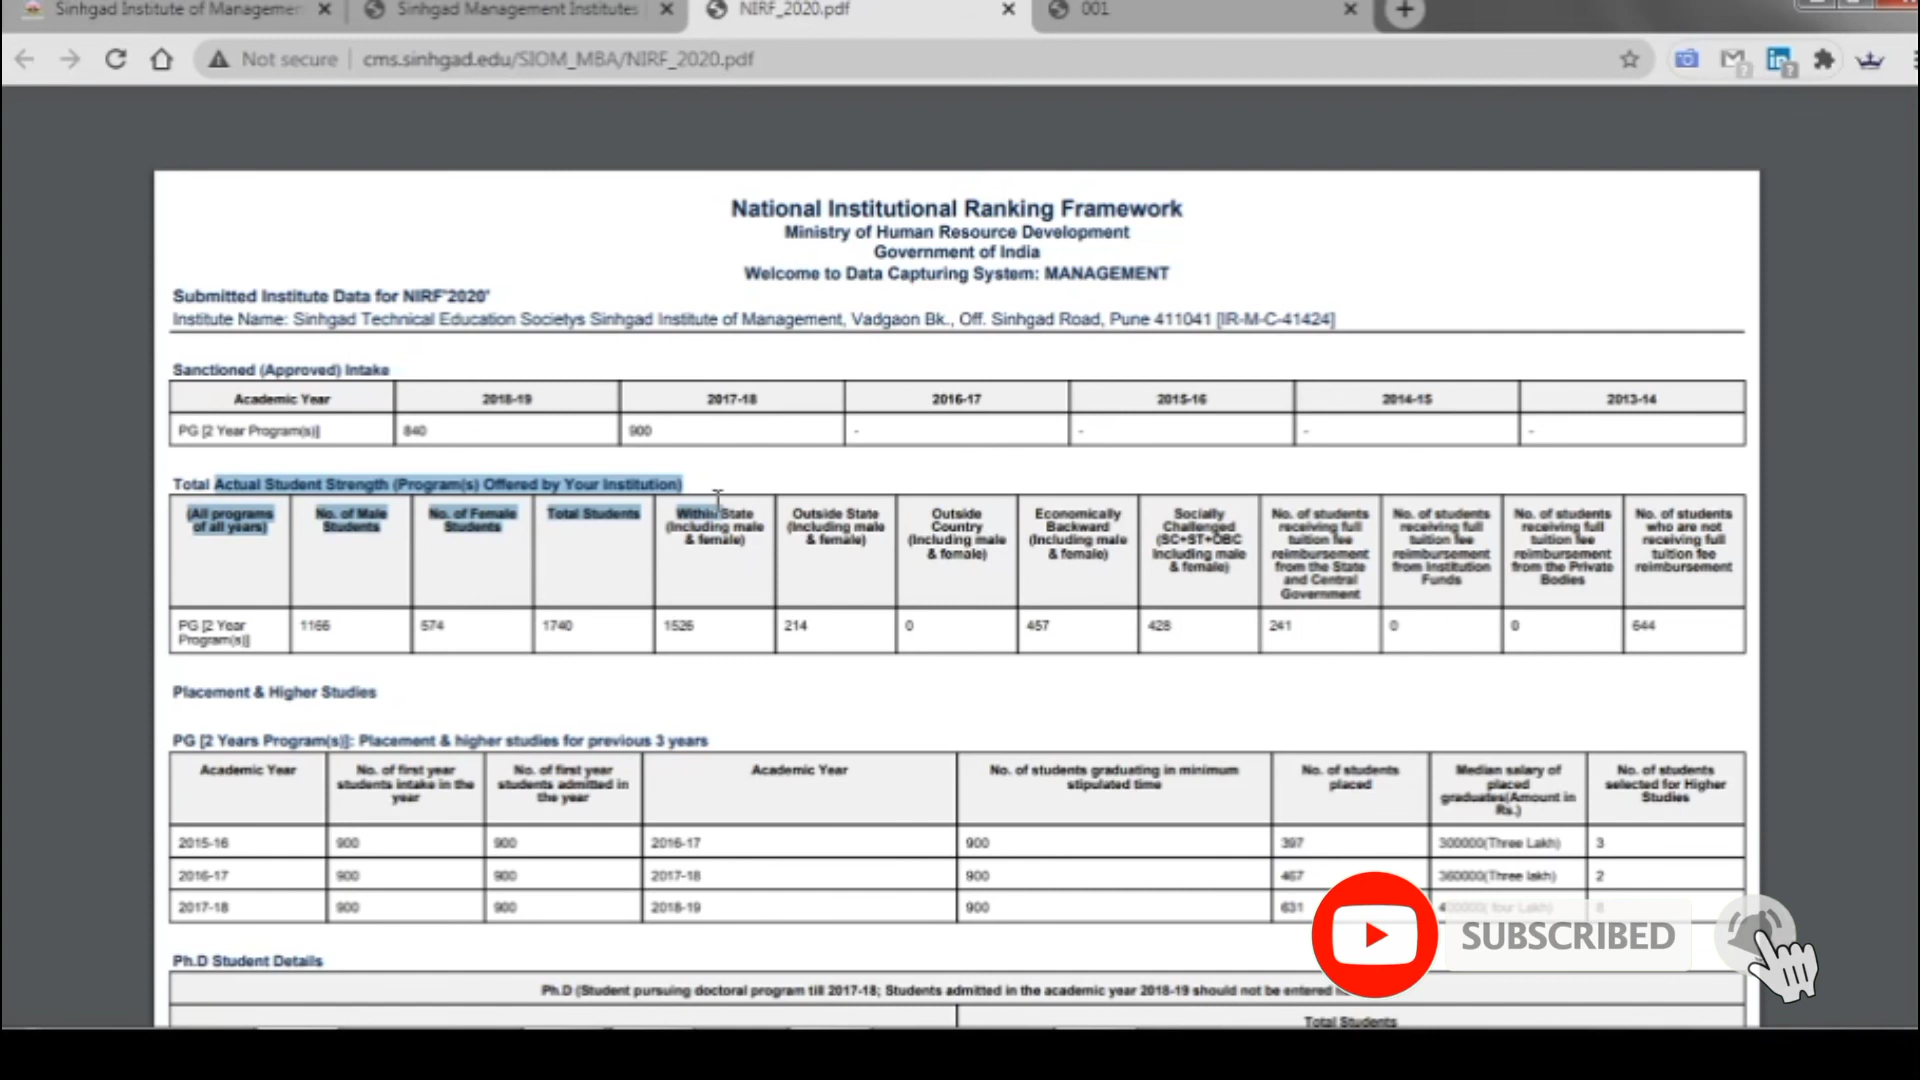 Sinhgad Institute of Managemen
Sinhgad Management Institutes
NIRF_2020.pdf
001
Not secure
cms.sinhgad.edu/SIOM_MBA/NIRF_2020.pdf
National Institutional Ranking Framework
Ministry of Human Resource Development
Government of India
Welcome to Data Capturing System: MANAGEMENT
Submitted Institute Data for NIRF'2020'
Institute Name: Sinhgad Technical Education Societys Sinhgad Institute of Management, Vadgaon Bk., Off. Sinhgad Road, Pune 411041 [IR-M-C-41424]
Sanctioned (Approved) Intake
Academic Year 2018-19 2017-18 2016-17 2015-16 2014-15 2013-14
PG [2 Year Program(s)] 840 900 - - - -
Total Actual Student Strength (Program(s) Offered by Your Institution)
(All programs of all years)
No. of Male Students
No. of Female Students
Total Students
Within State (Including male & female)
Outside State (Including male & female)
Outside Country (Including male & female)
Economically Backward (Including male & female)
Socially Challenged (SC+ST+OBC Including male & female)
No. of students receiving full tuition fee reimbursement from the State and Central Government
No. of students receiving full tuition fee reimbursement from Institution Funds
No. of students receiving full tuition fee reimbursement from the Private Bodies
No. of students who are not receiving full tuition fee reimbursement
PG [2 Year Program(s)] 1166 574 1740 1526 214 0 457 428 241 0 0 644
Placement & Higher Studies
PG [2 Years Program(s)]: Placement & higher studies for previous 3 years
Academic Year
No. of first year students intake in the year
No. of first year students admitted in the year
Academic Year
No. of students graduating in minimum stipulated time
No. of students placed
Median salary of placed graduates(Amount in Rs.)
No. of students selected for Higher Studies
2015-16 900 900 2016-17 900 397 300000(Three Lakh) 3
2016-17 900 900 2017-18 900 467 360000(Three lakh) 2
2017-18 900 900 2018-19 900 631 400000( four Lakh) 8
SUBSCRIBED
Ph.D Student Details
Ph.D (Student pursuing doctoral program till 2017-18; Students admitted in the academic year 2018-19 should not be entered
Total Students